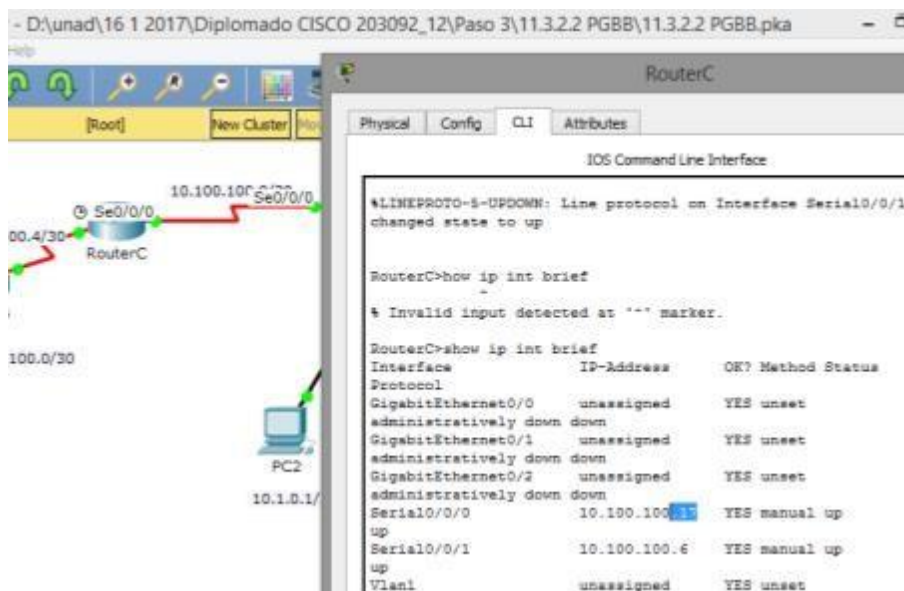 - D:\unad\16 1 2017\Diplomado CISCO 203092_12\Paso 3\11.3.2.2 PGBB\11.3.2.2 PGBB.pka
Help
[Root]
New Cluster
RouterC
Physical
Config
CLI
Attributes
IOS Command Line Interface
%LINEPROTO-5-UPDOWN: Line protocol on Interface Serial0/0/1
changed state to up
RouterC>how ip int brief
^
% Invalid input detected at '^' marker.
RouterC>show ip int brief
Interface IP-Address OK? Method Status
Protocol
GigabitEthernet0/0 unassigned YES unset
administratively down down
GigabitEthernet0/1 unassigned YES unset
administratively down down
GigabitEthernet0/2 unassigned YES unset
administratively down down
Serial0/0/0 10.100.100.17 YES manual up
up
Serial0/0/1 10.100.100.6 YES manual up
up
Vlan1 unassigned YES unset
Se0/0/0
Se0/0/0
00.4/30
RouterC
100.0/30
PC2
10.1.0.1/